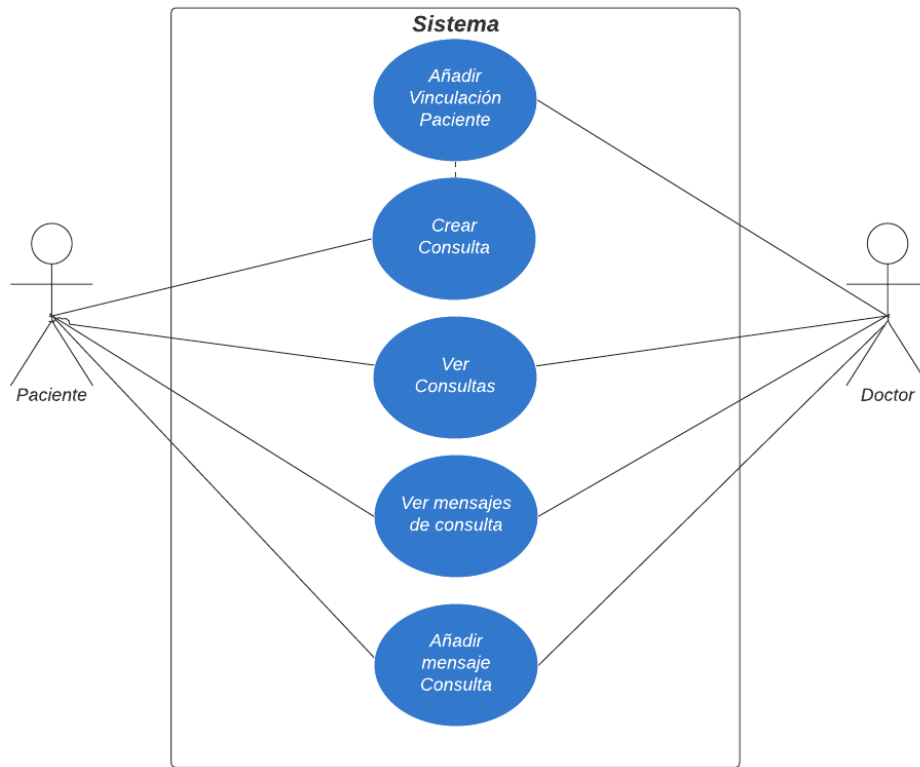 Sistema
Añadir
Vinculación
Paciente
Crear
Consulta
Ver
Consultas
Paciente
Doctor
Ver mensajes
de consulta
Añadir
mensaje
Consulta